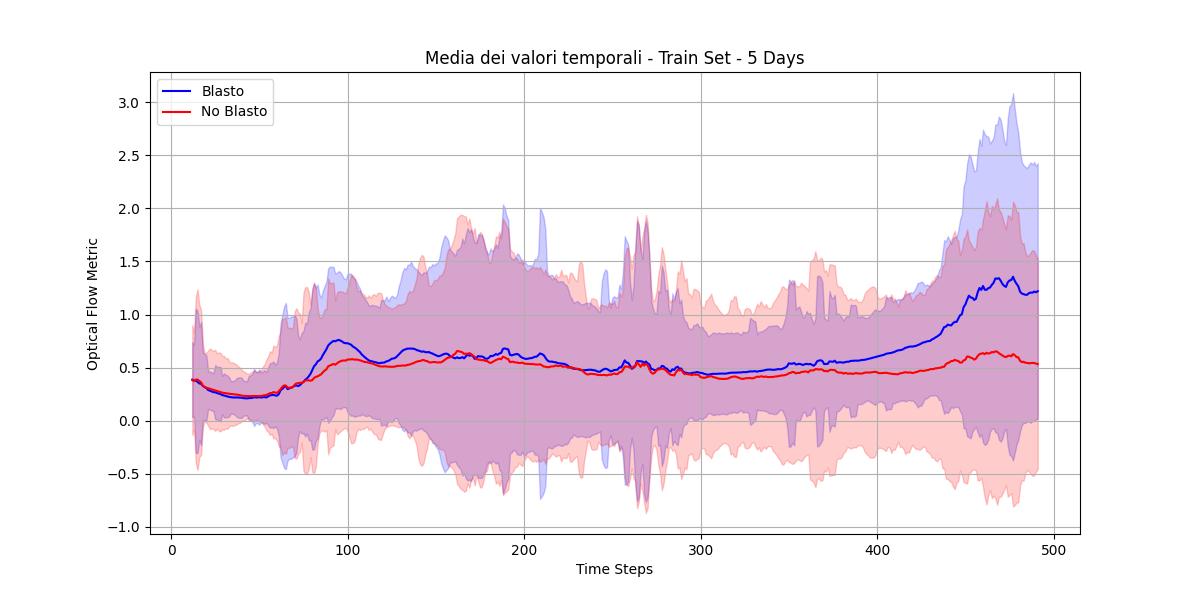 Media dei valori temporali - Train Set - 5 Days
Blasto
No Blasto
Optical Flow Metric
3.0
2.5
2.0
1.5
1.0
0.5
0.0
−0.5
−1.0
0 100 200 300 400 500
Time Steps